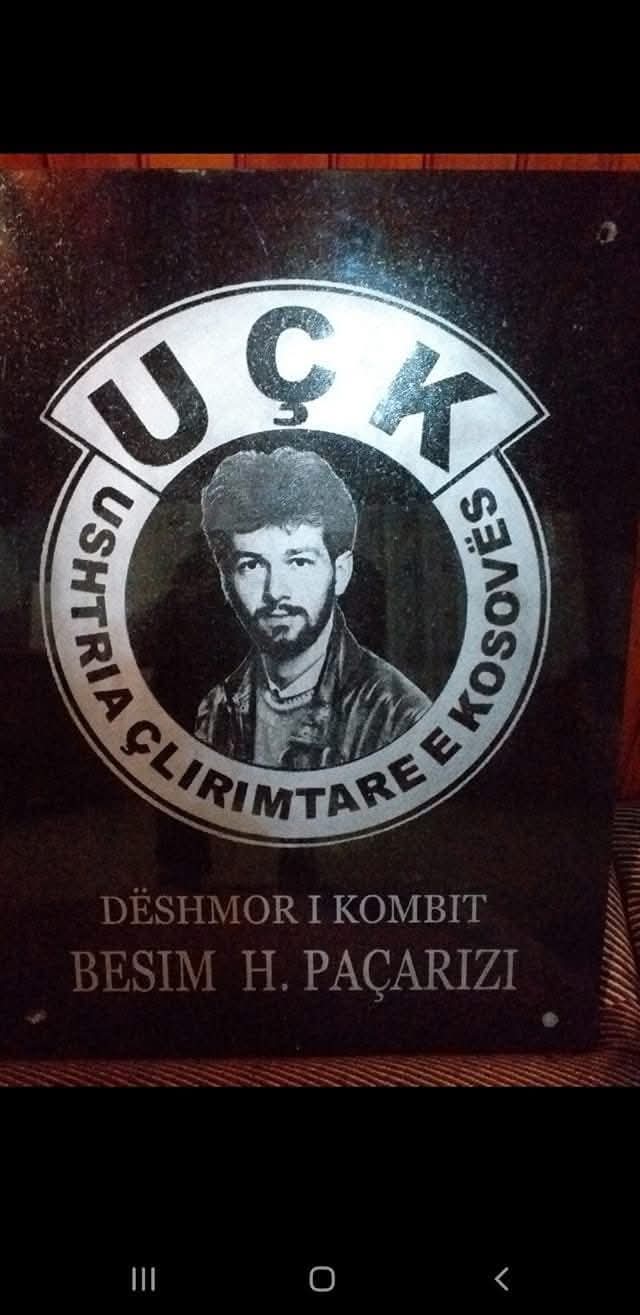 UÇK
USHTRIA ÇLIRIMTARE E KOSOVËS
DËSHMOR I KOMBIT
BESIM H. PAÇARIZI